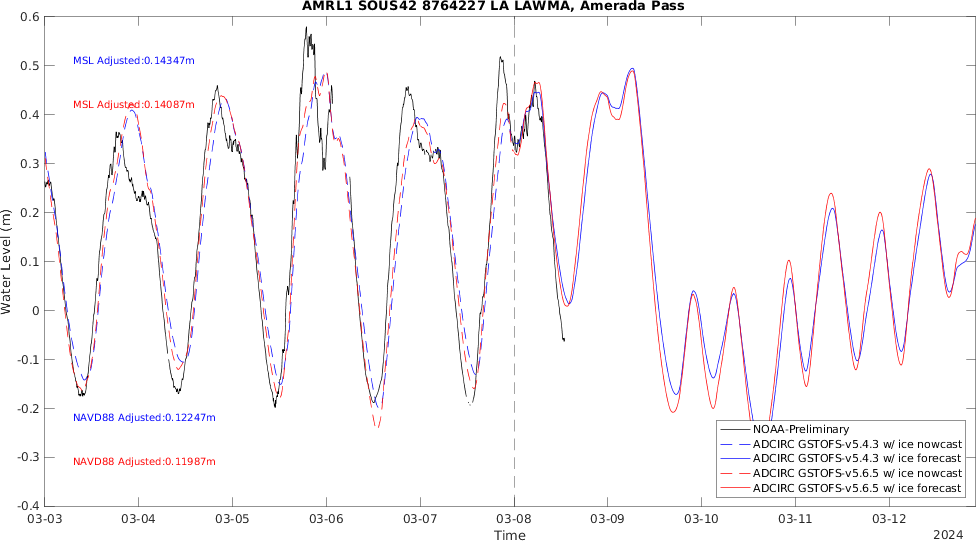 AMRL1 SOUS42 8764227 LA LAWMA, Amerada Pass
0.6
0.5
0.4
0.3
0.2
0.1
0
-0.1
-0.2
-0.3
-0.4
Water Level (m)
MSL Adjusted:0.14347m
MSL Adjusted:0.14087m
NAVD88 Adjusted:0.12247m
NAVD88 Adjusted:0.11987m
NOAA-Preliminary
ADCIRC GSTOFS-v5.4.3 w/ ice nowcast
ADCIRC GSTOFS-v5.4.3 w/ ice forecast
ADCIRC GSTOFS-v5.6.5 w/ ice nowcast
ADCIRC GSTOFS-v5.6.5 w/ ice forecast
03-03 03-04 03-05 03-06 03-07 03-08 03-09 03-10 03-11 03-12
Time
2024